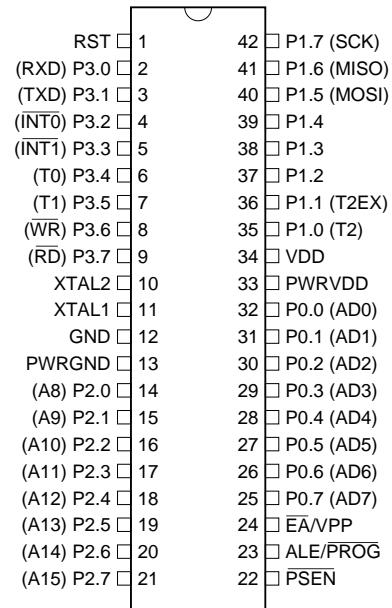 RST 1 42 P1.7 (SCK)
(RXD) P3.0 2 41 P1.6 (MISO)
(TXD) P3.1 3 40 P1.5 (MOSI)
(I̅N̅T̅0̅) P3.2 4 39 P1.4
(I̅N̅T̅1̅) P3.3 5 38 P1.3
(T0) P3.4 6 37 P1.2
(T1) P3.5 7 36 P1.1 (T2EX)
(W̅R̅) P3.6 8 35 P1.0 (T2)
(R̅D̅) P3.7 9 34 VDD
XTAL2 10 33 PWRVDD
XTAL1 11 32 P0.0 (AD0)
GND 12 31 P0.1 (AD1)
PWRGND 13 30 P0.2 (AD2)
(A8) P2.0 14 29 P0.3 (AD3)
(A9) P2.1 15 28 P0.4 (AD4)
(A10) P2.2 16 27 P0.5 (AD5)
(A11) P2.3 17 26 P0.6 (AD6)
(A12) P2.4 18 25 P0.7 (AD7)
(A13) P2.5 19 24 E̅A̅/VPP
(A14) P2.6 20 23 ALE/P̅R̅O̅G̅
(A15) P2.7 21 22 P̅S̅E̅N̅